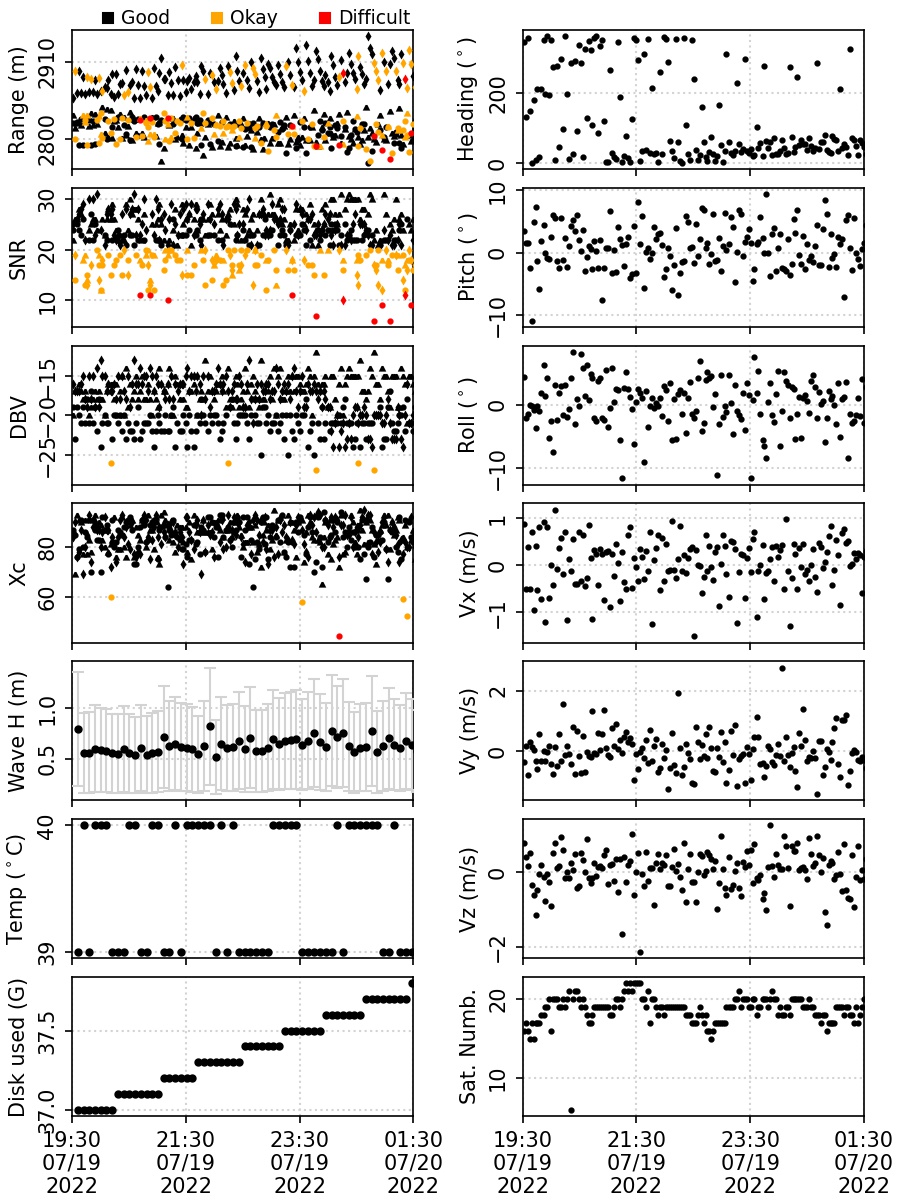 Good Okay Difficult
Range (m)
2910
2800
Heading (°)
200
0
SNR
30
20
10
Pitch (°)
10
0
−10
DBV
−15
−20
−25
Roll (°)
0
−10
Xc
80
60
Vx (m/s)
1
0
−1
Wave H (m)
1.0
0.5
Vy (m/s)
2
0
Temp (°C)
40
39
Vz (m/s)
0
−2
Disk used (G)
37.5
37.0
Sat. Numb.
20
10
19:30 21:30 23:30 01:30
07/19 07/19 07/19 07/20
2022 2022 2022 2022
19:30 21:30 23:30 01:30
07/19 07/19 07/19 07/20
2022 2022 2022 2022